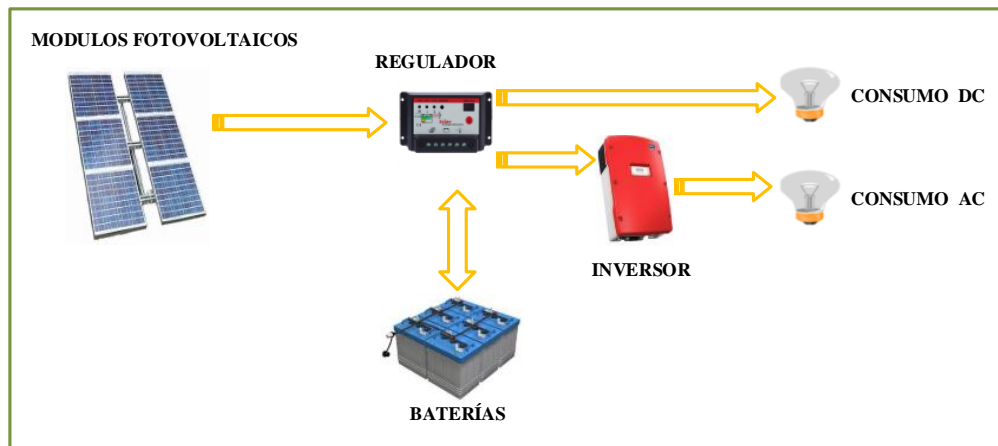 MODULOS FOTOVOLTAICOS
REGULADOR
CONSUMO DC
CONSUMO AC
INVERSOR
BATERÍAS